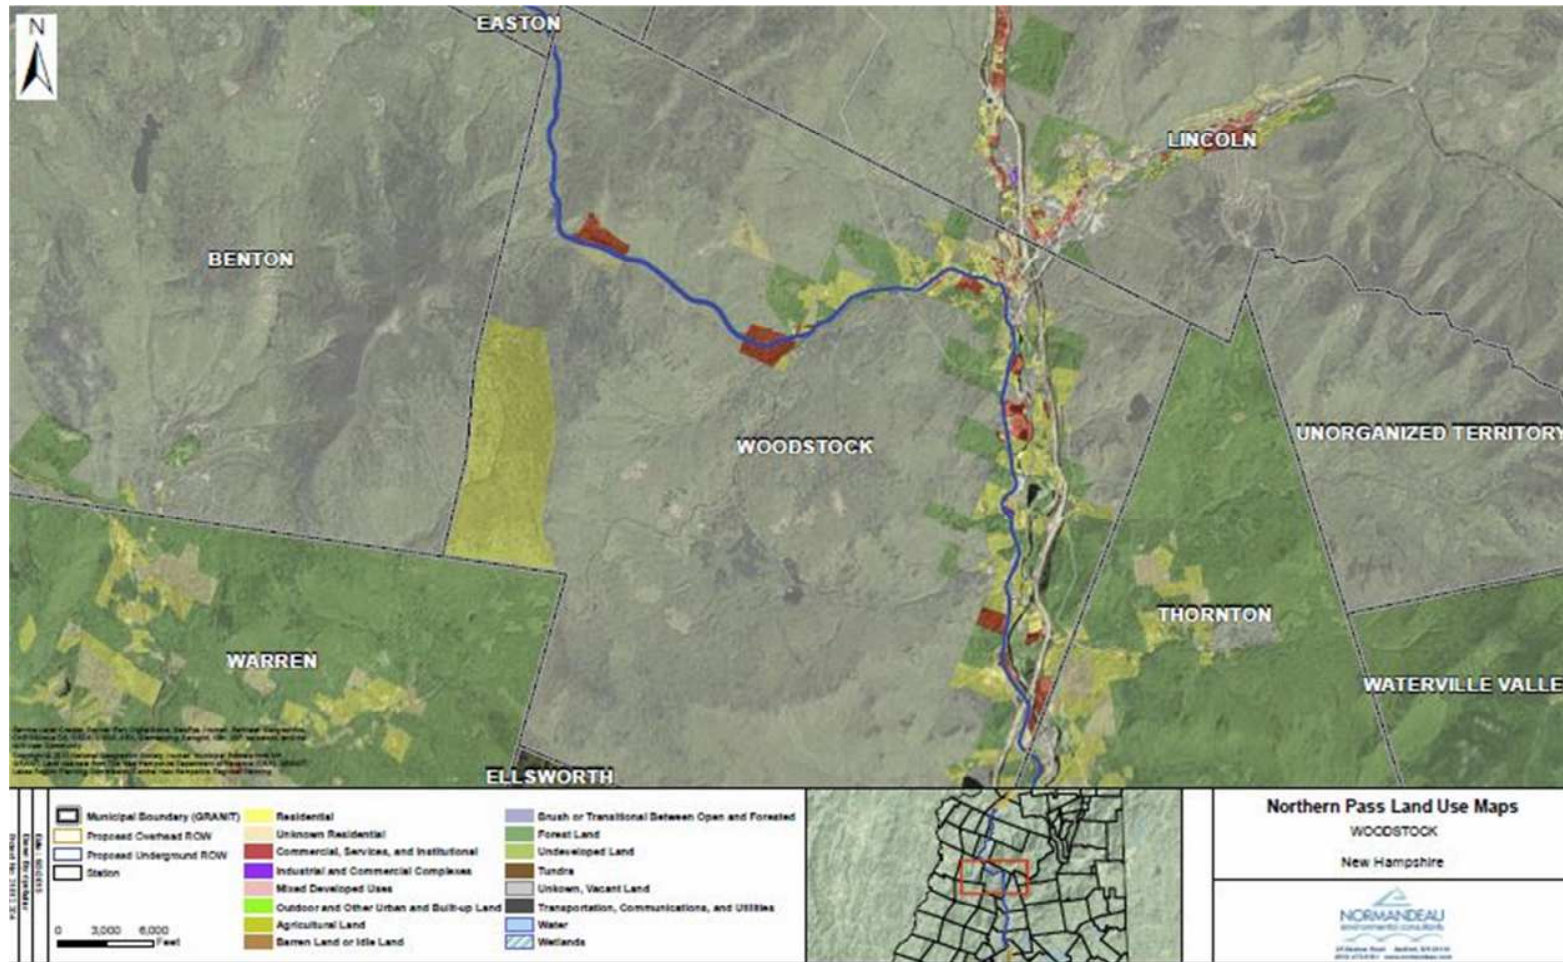 N
EASTON
LINCOLN
BENTON
WOODSTOCK
UNORGANIZED TERRITORY
THORNTON
WARREN
WATERVILLE VALLE
ELLSWORTH
Municipal Boundary (GRANIT)
Proposed Overhead ROW
Proposed Underground ROW
Station
0 3,000 6,000
Feet
Residential
Unknown Residential
Commercial, Services, and Institutional
Industrial and Commercial Complexes
Mixed Developed Uses
Outdoor and Other Urban and Built-up Land
Agricultural Land
Barren Land or Idle Land
Brush or Transitional Between Open and Forested
Forest Land
Undeveloped Land
Tundra
Unkown, Vacant Land
Transportation, Communications, and Utilities
Water
Wetlands
Northern Pass Land Use Maps
WOODSTOCK
New Hampshire
NORMANDEAU
environmental consultants